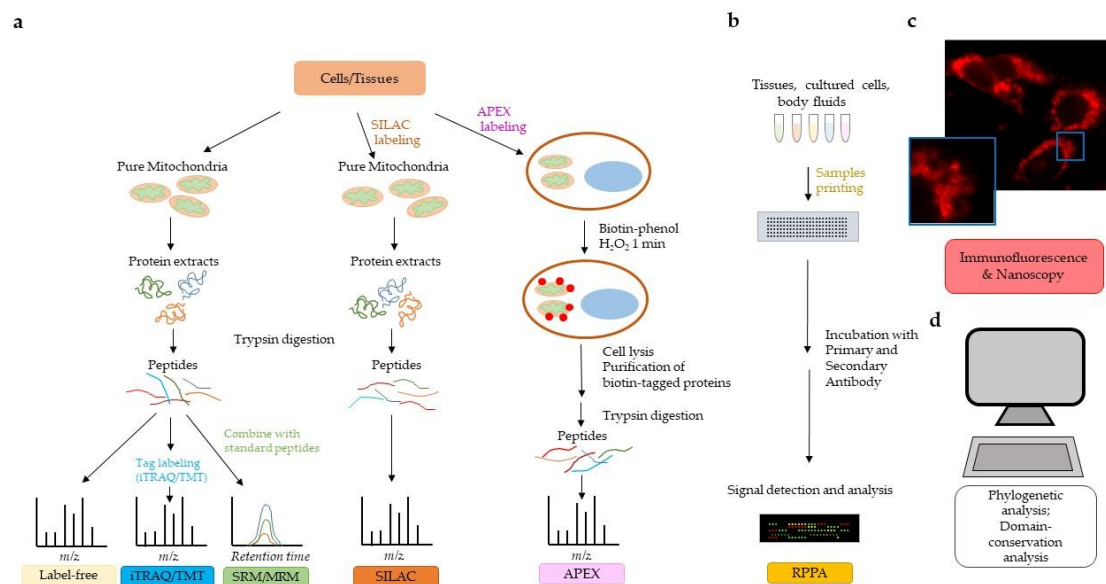 a
Cells/Tissues
SILAC
labeling
APEX
labeling
Pure Mitochondria
Pure Mitochondria
Biotin-phenol
H₂O₂ 1 min
Protein extracts
Protein extracts
Trypsin digestion
Cell lysis
Purification of
biotin-tagged proteins
Peptides
Peptides
Trypsin digestion
Combine with
standard peptides
Peptides
Tag labeling
(iTRAQ/TMT)
m/z
m/z
Retention time
m/z
m/z
Label-free
iTRAQ/TMT
SRM/MRM
SILAC
APEX
b
Tissues, cultured cells,
body fluids
Samples
printing
Incubation with
Primary and
Secondary
Antibody
Signal detection and analysis
RPPA
c
Immunofluorescence
& Nanoscopy
d
Phylogenetic
analysis;
Domain-
conservation
analysis